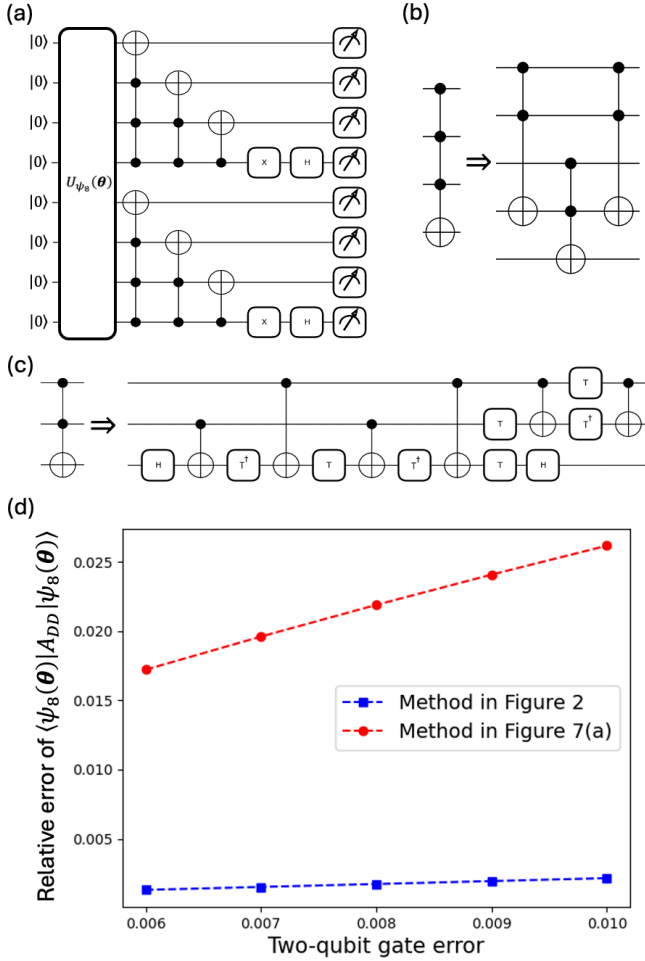 (a)
(b)
|0⟩
|0⟩
|0⟩
|0⟩ X H
U_{ψ_8}(θ)
|0⟩
|0⟩
|0⟩
|0⟩ X H
⇒
(c)
⇒
T
T T†
H T† T T† T H
(d)
Relative error of ⟨ψ_8(θ)|A_{DD}|ψ_8(θ)⟩
0.025
0.020
0.015
0.010
0.005
Method in Figure 2
Method in Figure 7(a)
0.006 0.007 0.008 0.009 0.010
Two-qubit gate error